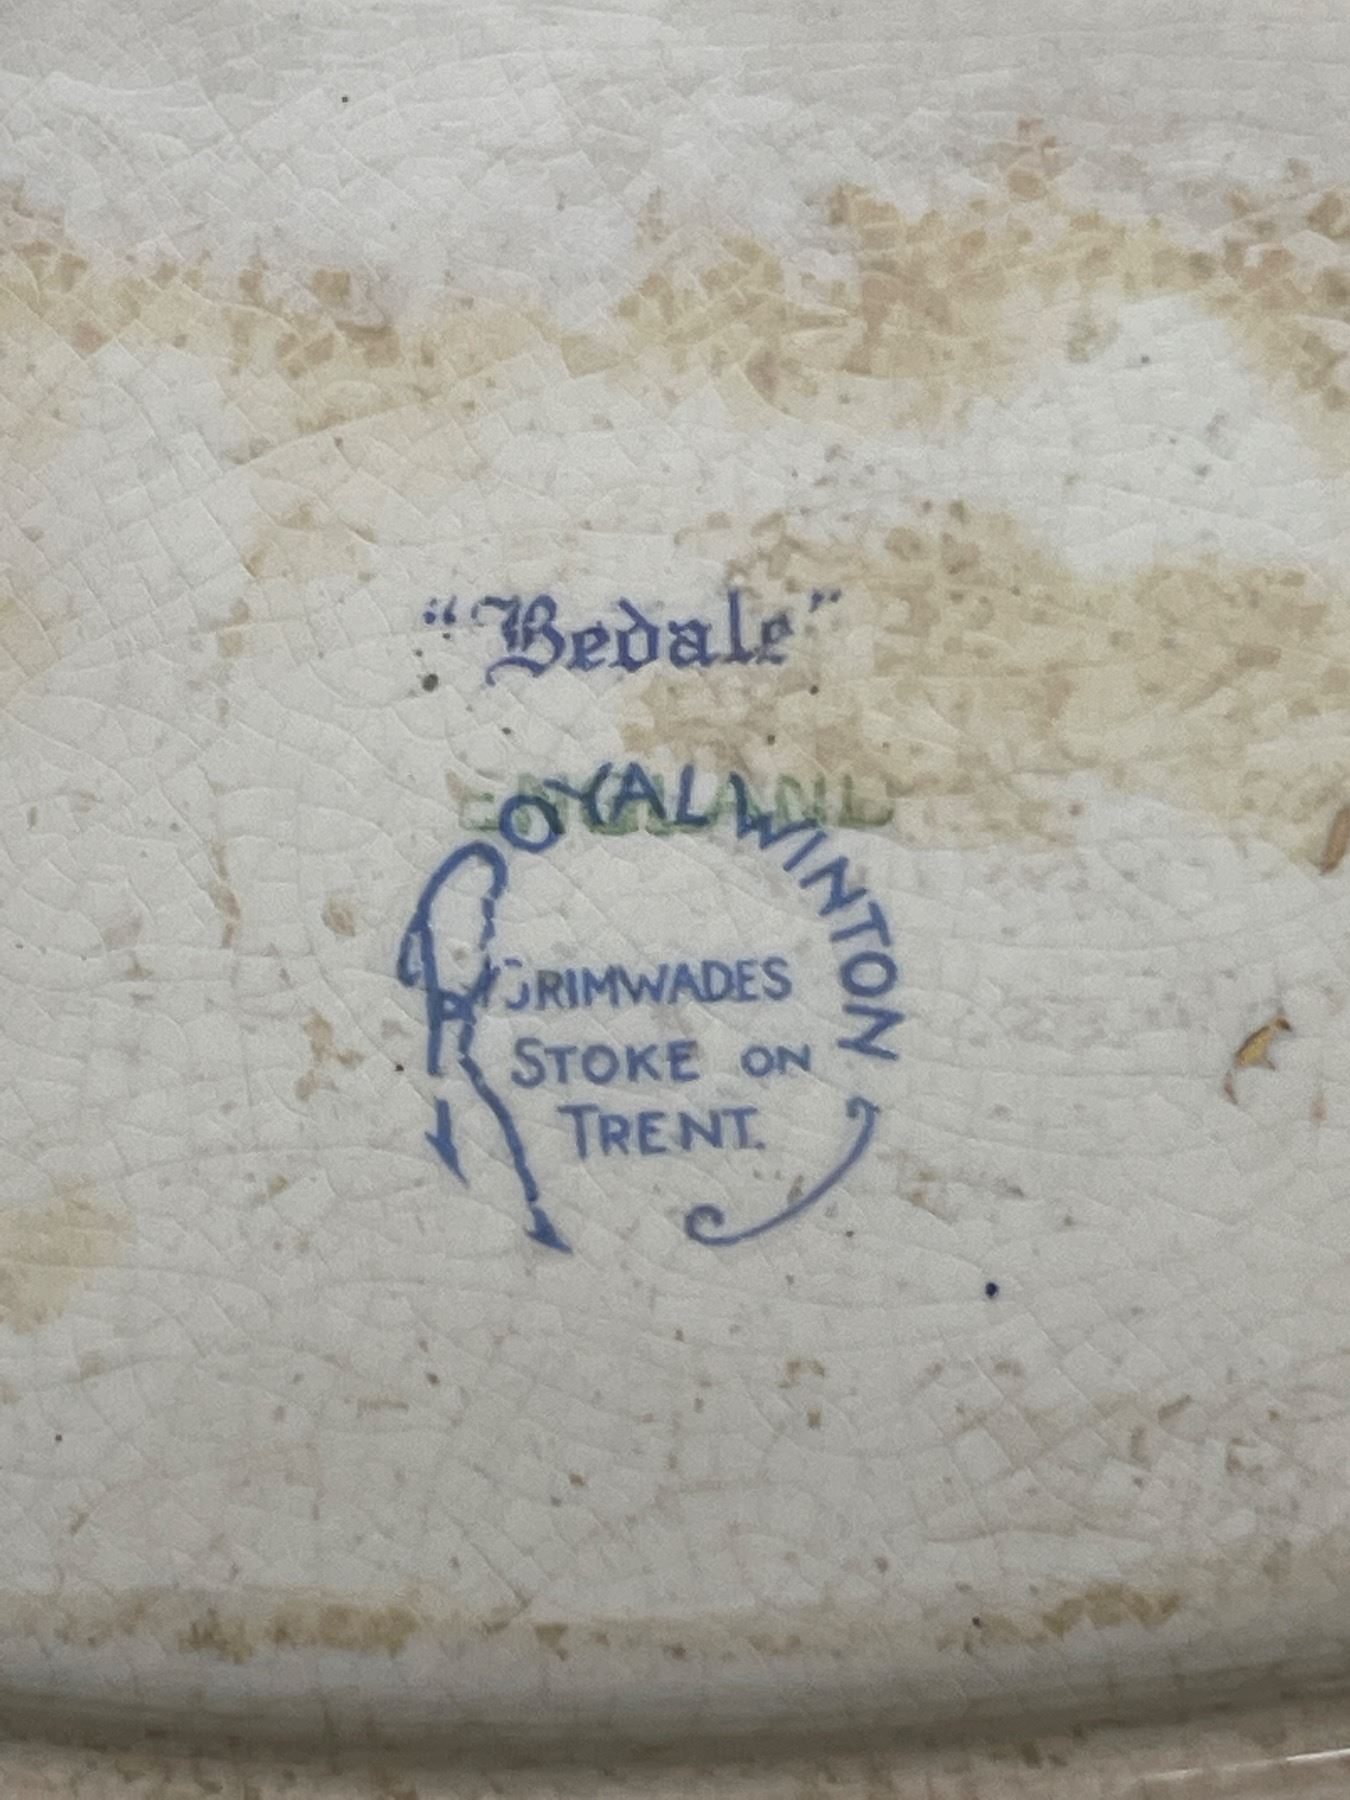 "Bedale"
ENGLAND
ROYAL WINTON
GRIMWADES
STOKE ON
TRENT.